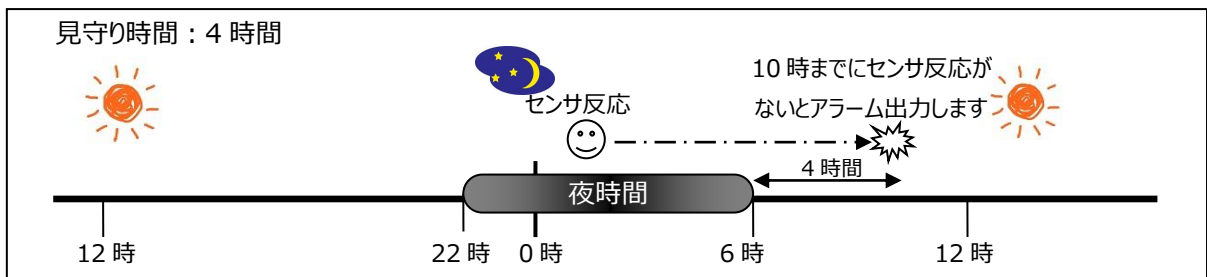 見守り時間：4 時間
10 時までにセンサ反応が
センサ反応
ないとアラーム出力します
4 時間
夜時間
12 時
22 時
0 時
6 時
12 時